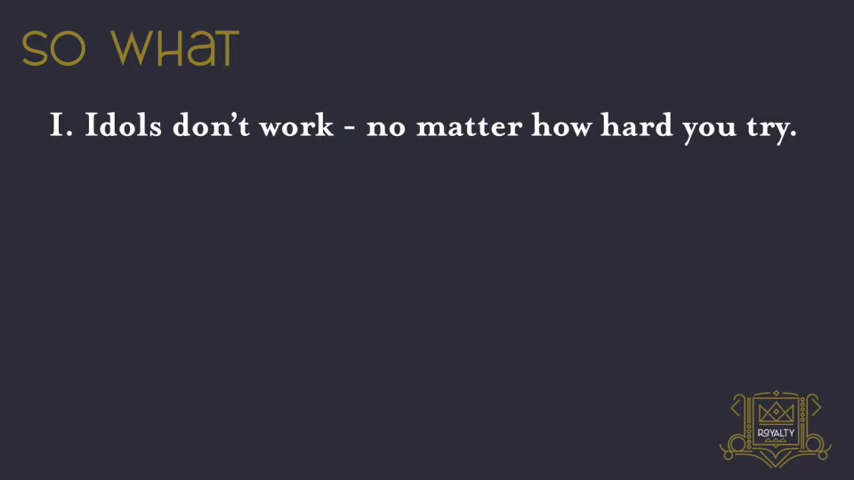 SO WHAT
I. Idols don’t work - no matter how hard you try.
ROYALTY